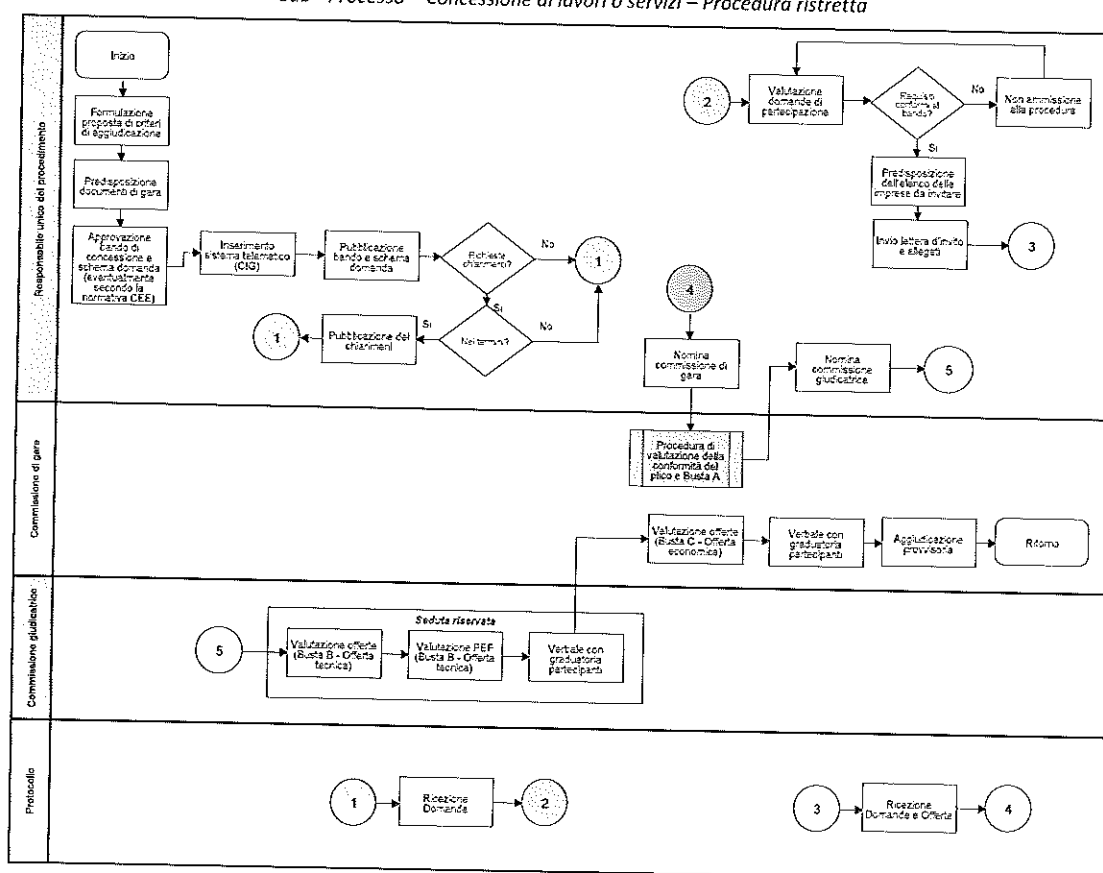 Sub - Processo – Concessione di lavori o servizi – Procedura ristretta
Responsabile unico del procedimento
Inizio
Formulazione
proposta di criteri
di aggiudicazione
Predisposizione
documenti di gara
Approvazione
bando di
concessione e
schema domanda
(eventualmente
secondo la
normativa CEE)
Inserimento
sistema telematico
(CIG)
Pubblicazione
bando e schema
domanda
Richieste
chiarimenti?
No
1
Si
Nei termini?
Si
No
Pubblicazione dei
chiarimenti
1
2
Valutazione
domande di
partecipazione
Requisiti
conformi al
bando?
No
Non ammissione
alla procedura
Si
Predisposizione
dell'elenco delle
imprese da invitare
Invio lettera d'invito
e allegati
3
4
Nomina
commissione di
gara
Nomina
commissione
giudicatrice
5
Commissione di gara
Procedura di
valutazione della
conformità del
plico e Busta A
Valutazione offerte
(Busta C - Offerta
economica)
Verbale con
graduatoria
partecipanti
Aggiudicazione
provvisoria
Ritorno
Commissione giudicatrice
Seduta riservata
5
Valutazione offerte
(Busta B - Offerta
tecnica)
Valutazione PEF
(Busta B - Offerta
tecnica)
Verbale con
graduatoria
partecipanti
Protocollo
1
Ricezione
Domande
2
3
Ricezione
Domande e Offerte
4